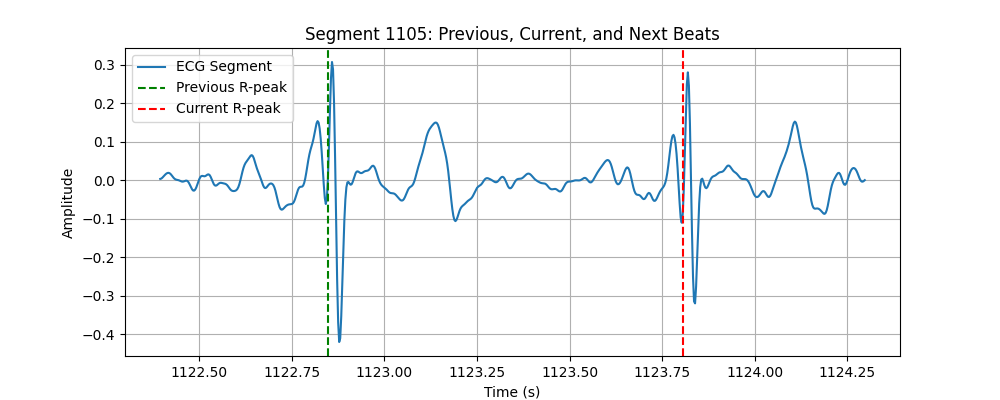 Segment 1105: Previous, Current, and Next Beats
ECG Segment
Previous R-peak
Current R-peak
Amplitude
0.3
0.2
0.1
0.0
−0.1
−0.2
−0.3
−0.4
1122.50 1122.75 1123.00 1123.25 1123.50 1123.75 1124.00 1124.25
Time (s)